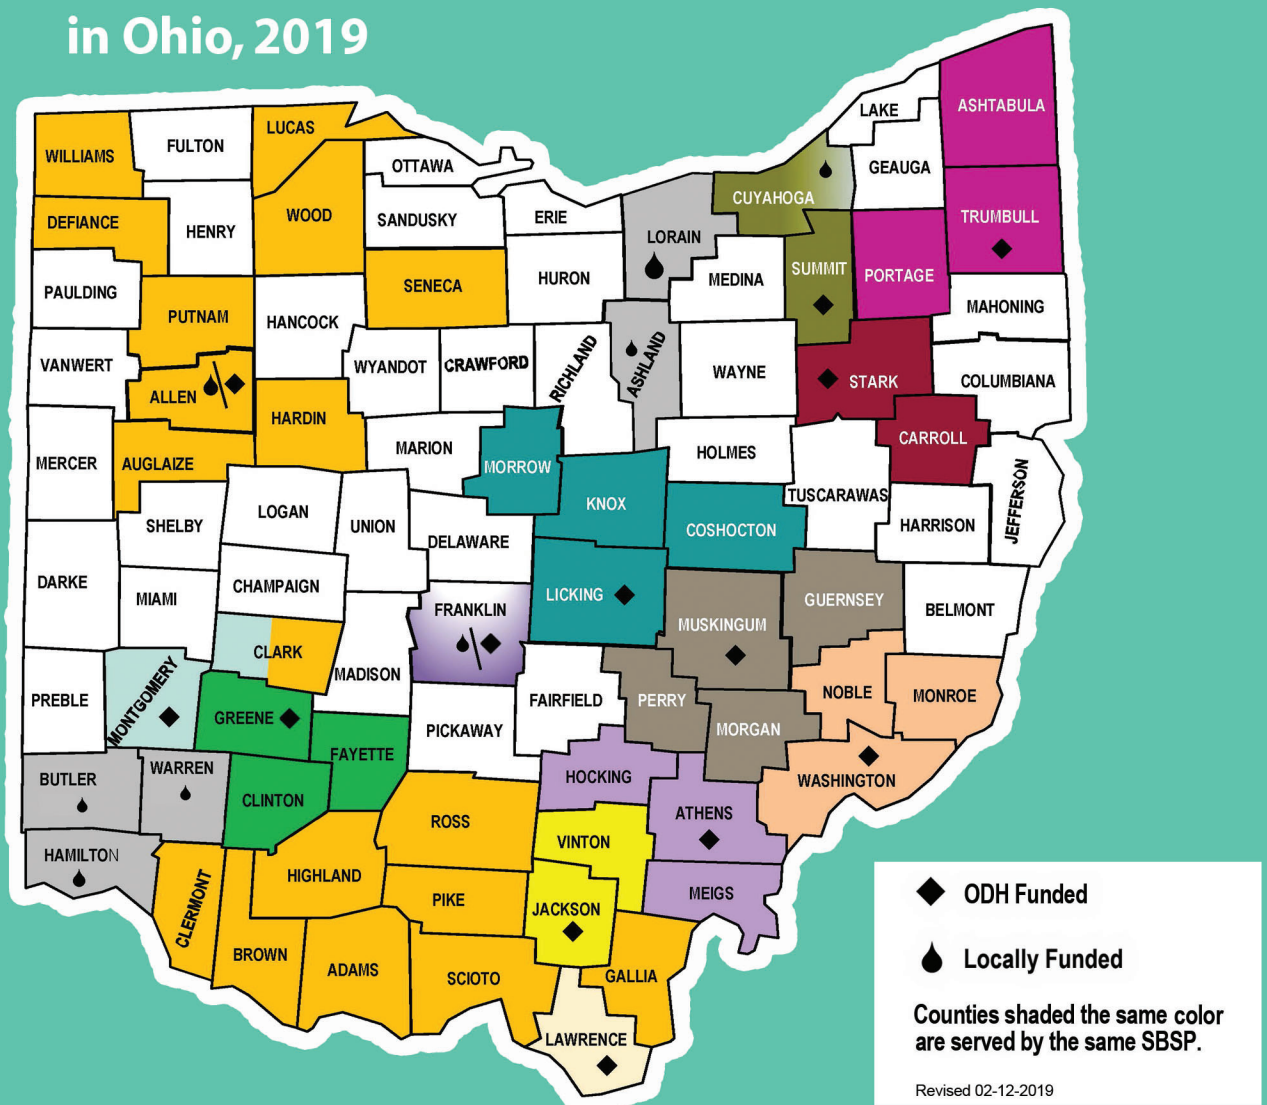 in Ohio, 2019
ASHTABULA
LAKE
LUCAS
FULTON
WILLIAMS
OTTAWA
GEAUGA
CUYAHOGA
WOOD
DEFIANCE
HENRY
SANDUSKY
ERIE
TRUMBULL
LORAIN
SUMMIT
PORTAGE
SENECA
HURON
MEDINA
PAULDING
MAHONING
PUTNAM
HANCOCK
VANWERT
WYANDOT
CRAWFORD
RICHLAND
ASHLAND
WAYNE
STARK
COLUMBIANA
ALLEN
HARDIN
CARROLL
MERCER
AUGLAIZE
MARION
MORROW
HOLMES
TUSCARAWAS
JEFFERSON
SHELBY
LOGAN
UNION
KNOX
COSHOCTON
HARRISON
DELAWARE
DARKE
MIAMI
CHAMPAIGN
LICKING
GUERNSEY
BELMONT
FRANKLIN
MUSKINGUM
CLARK
MADISON
PREBLE
MONTGOMERY
GREENE
FAIRFIELD
PERRY
NOBLE
MONROE
PICKAWAY
MORGAN
FAYETTE
BUTLER
WARREN
CLINTON
HOCKING
WASHINGTON
ROSS
ATHENS
VINTON
HAMILTON
HIGHLAND
PIKE
MEIGS
CLERMONT
JACKSON
BROWN
ADAMS
SCIOTO
GALLIA
LAWRENCE
ODH Funded
Locally Funded
Counties shaded the same color
are served by the same SBSP.
Revised 02-12-2019